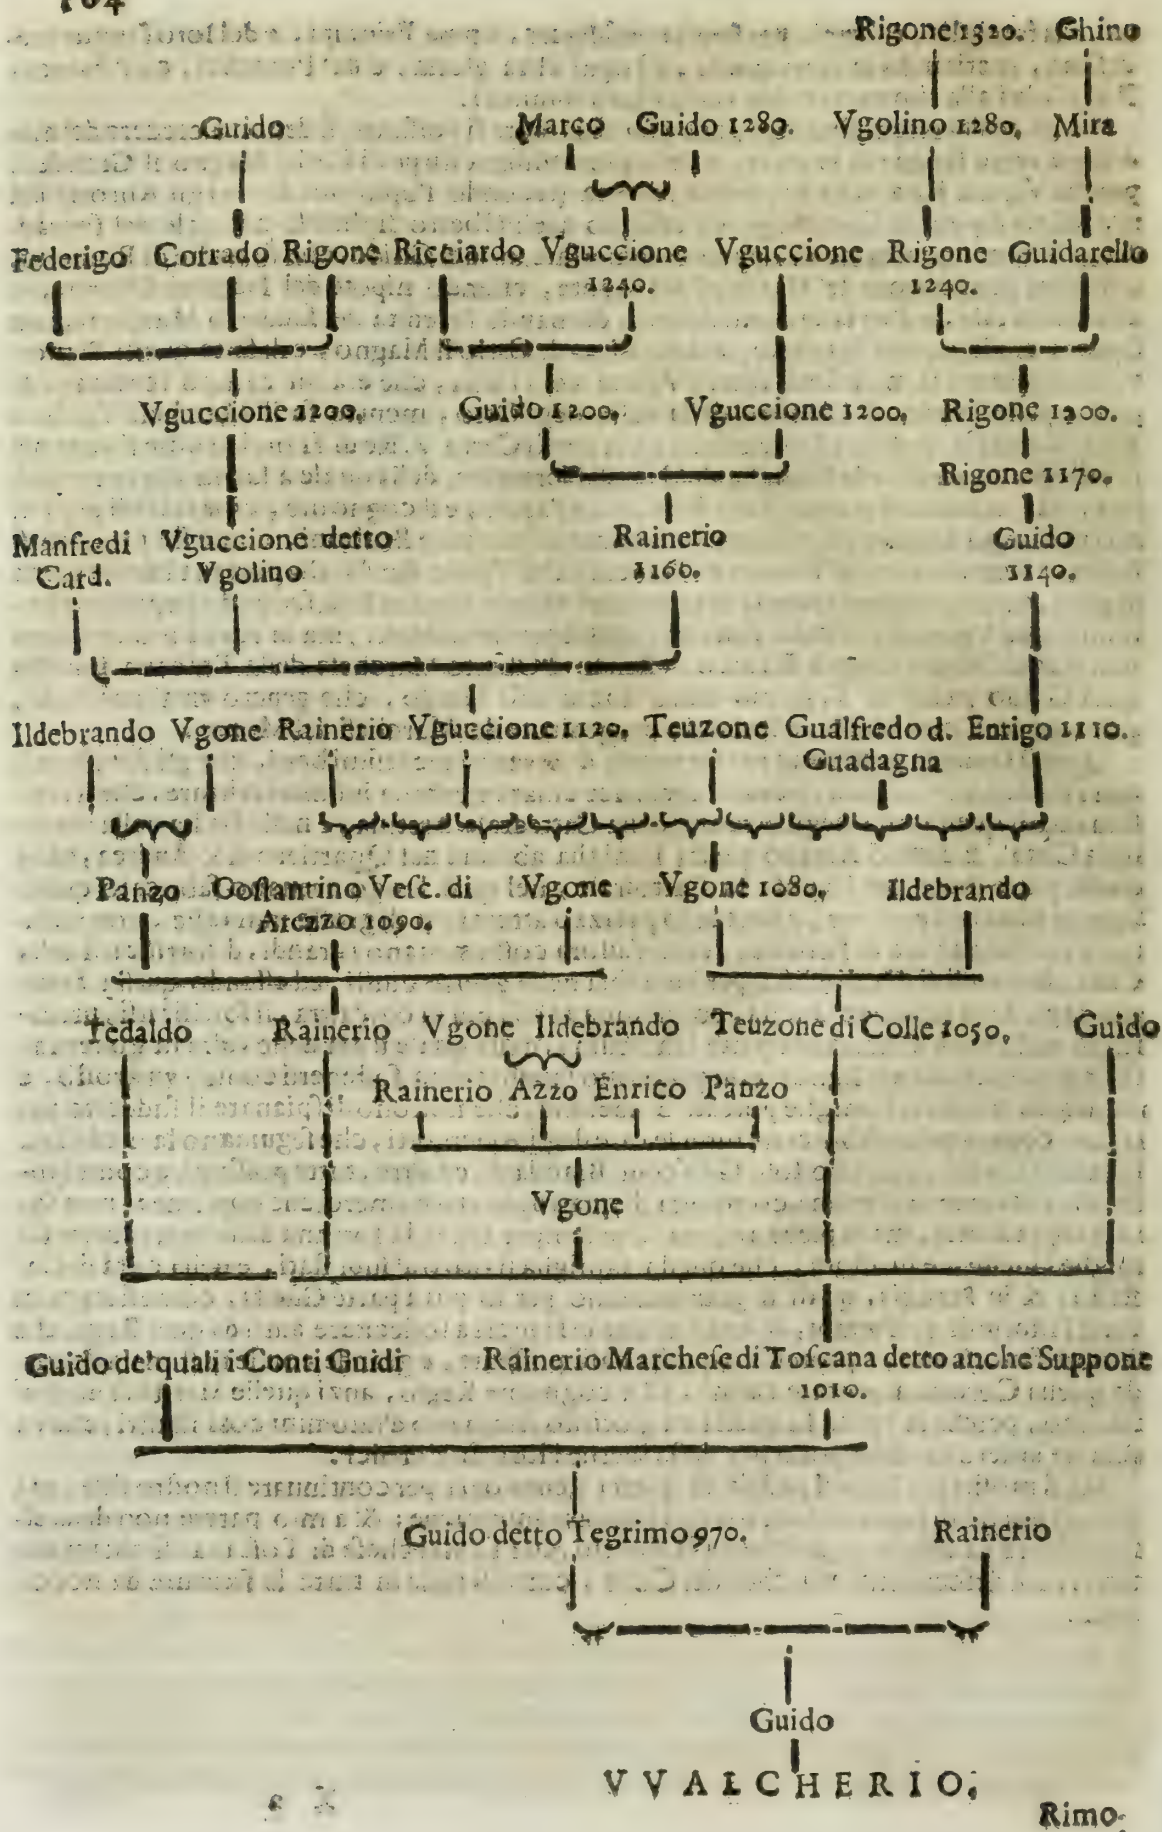 164
Rigone 1320. Ghino
Guido Marco Guido 1280. Vgolino 1280. Mira
Federigo Corrado Rigone Ricciardo Vguccione Vguccione Rigone Guidarello
1240. 1240.
Vguccione 1200. Guido 1200. Vguccione 1200. Rigone 1200.
Rigone 1170.
Manfredi Vguccione detto Rainerio Guido
Card. Vgolino 1160. 1140.
Ildebrando Vgone Rainerio Vguccione 1120. Teuzone Gualfredo d. Enrigo 1110.
Guadagna
Panzo Coſtantino Veſc. di Vgone Vgone 1080. Ildebrando
Arezzo 1090.
Tedaldo Rainerio Vgone Ildebrando Teuzone di Colle 1050. Guido
Rainerio Azzo Enrico Panzo
Vgone
Guido de' quali i Conti Guidi Rainerio Marcheſe di Toſcana detto anche Suppone
1010.
Guido detto Tegrimo 970. Rainerio
Guido
VVALCHERIO.
Rimo-